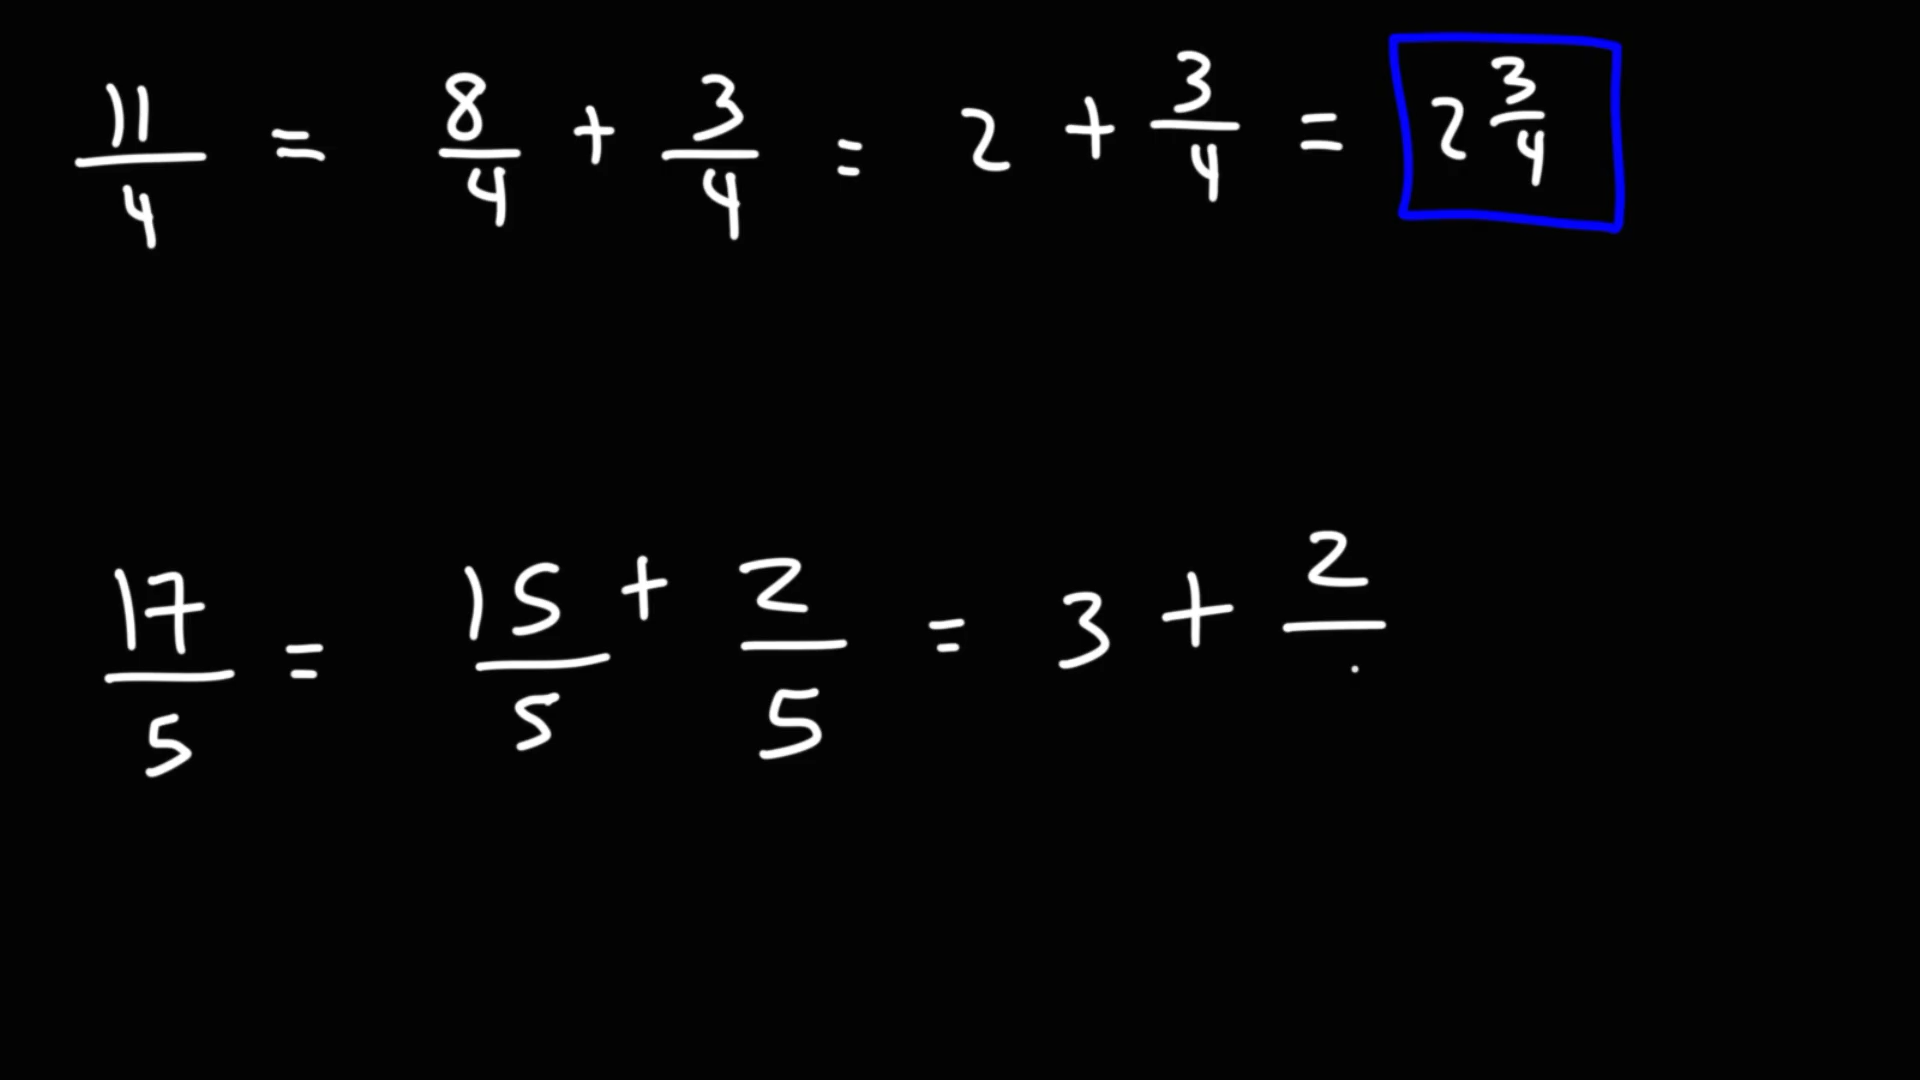 11/4 = 8/4 + 3/4 = 2 + 3/4 = 2 3/4
17/5 = 15/5 + 2/5 = 3 + 2/